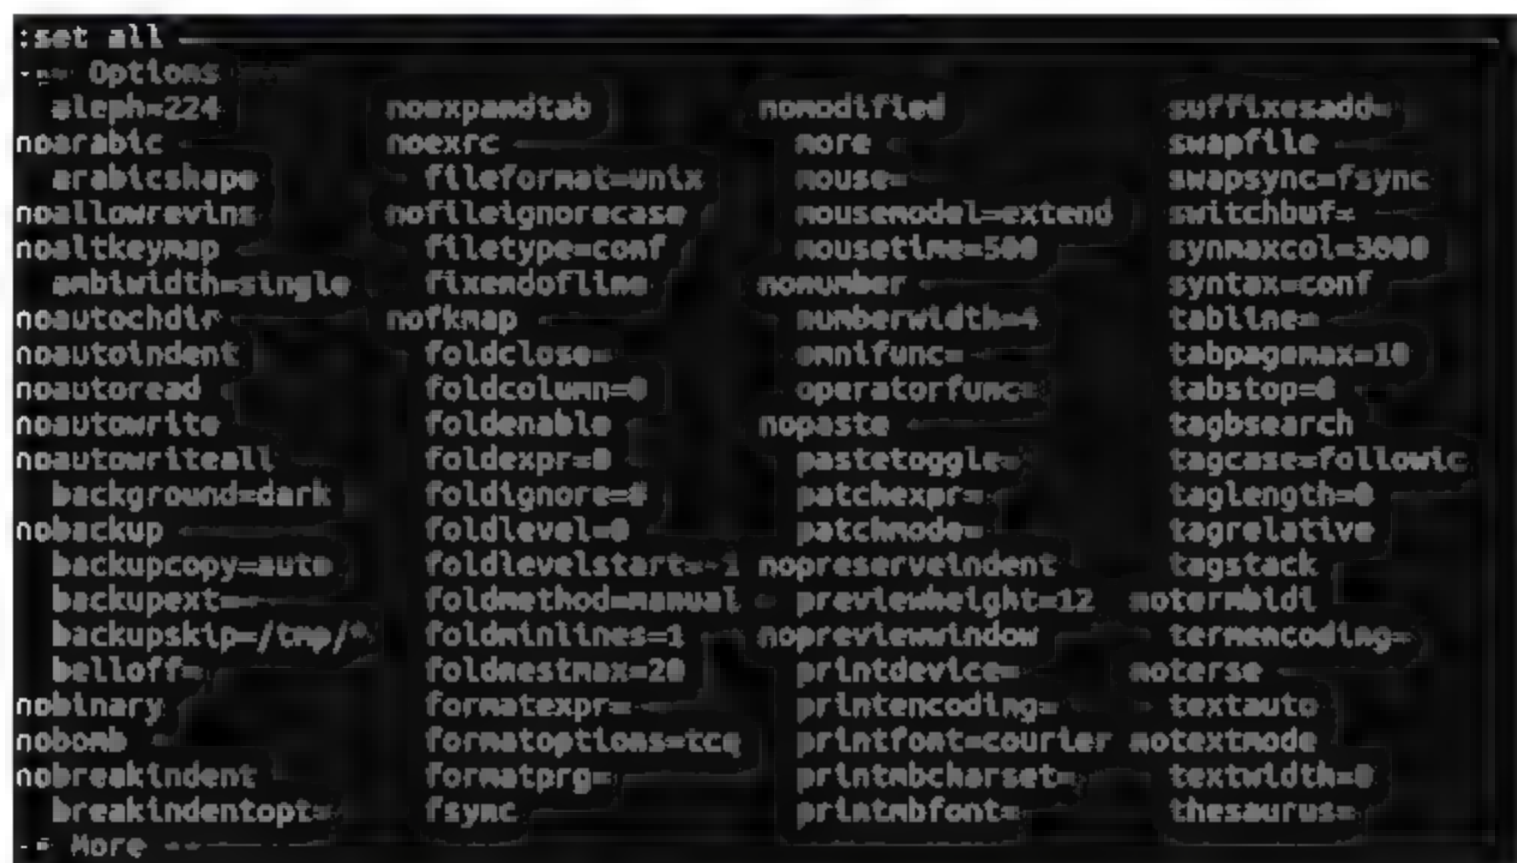 :set all
--- Options ---
aleph=224 noexpandtab nomodified suffixesadd=
noarabic noexrc more swapfile
arabicshape fileformat=unix mouse= swapsync=fsync
noallowrevins nofileignorecase mousemodel=extend switchbuf=
noaltkeymap filetype=conf mousetime=500 synmaxcol=3000
ambiwidth=single fixendofline nonumber syntax=conf
noautochdir nofkmap numberwidth=4 tabline=
noautoindent foldclose= omnifunc= tabpagemax=10
noautoread foldcolumn=0 operatorfunc=
noautowrite foldenable nopaste tagbsearch
noautowriteall foldexpr=0 pastetoggle= tagcase=followic
background=dark foldignore=# patchexpr= taglength=0
nobackup foldlevel=0 patchmode= tagrelative
backupcopy=auto foldlevelstart=-1 nopreserveindent tagstack
backupext= foldmethod=manual previewheight=12 notermbidi
backupskip=/tmp/* foldminlines=1 nopreviewwindow termencoding=
belloff= foldnestmax=20 printdevice= noterse
nobinary formatexpr= printencoding= textauto
nobomb formatoptions=tcq printfont=courier notextmode
nobreakindent formatprg= printmbcharset= textwidth=0
breakindentopt= fsync printmbfont= thesaurus=
-- More --